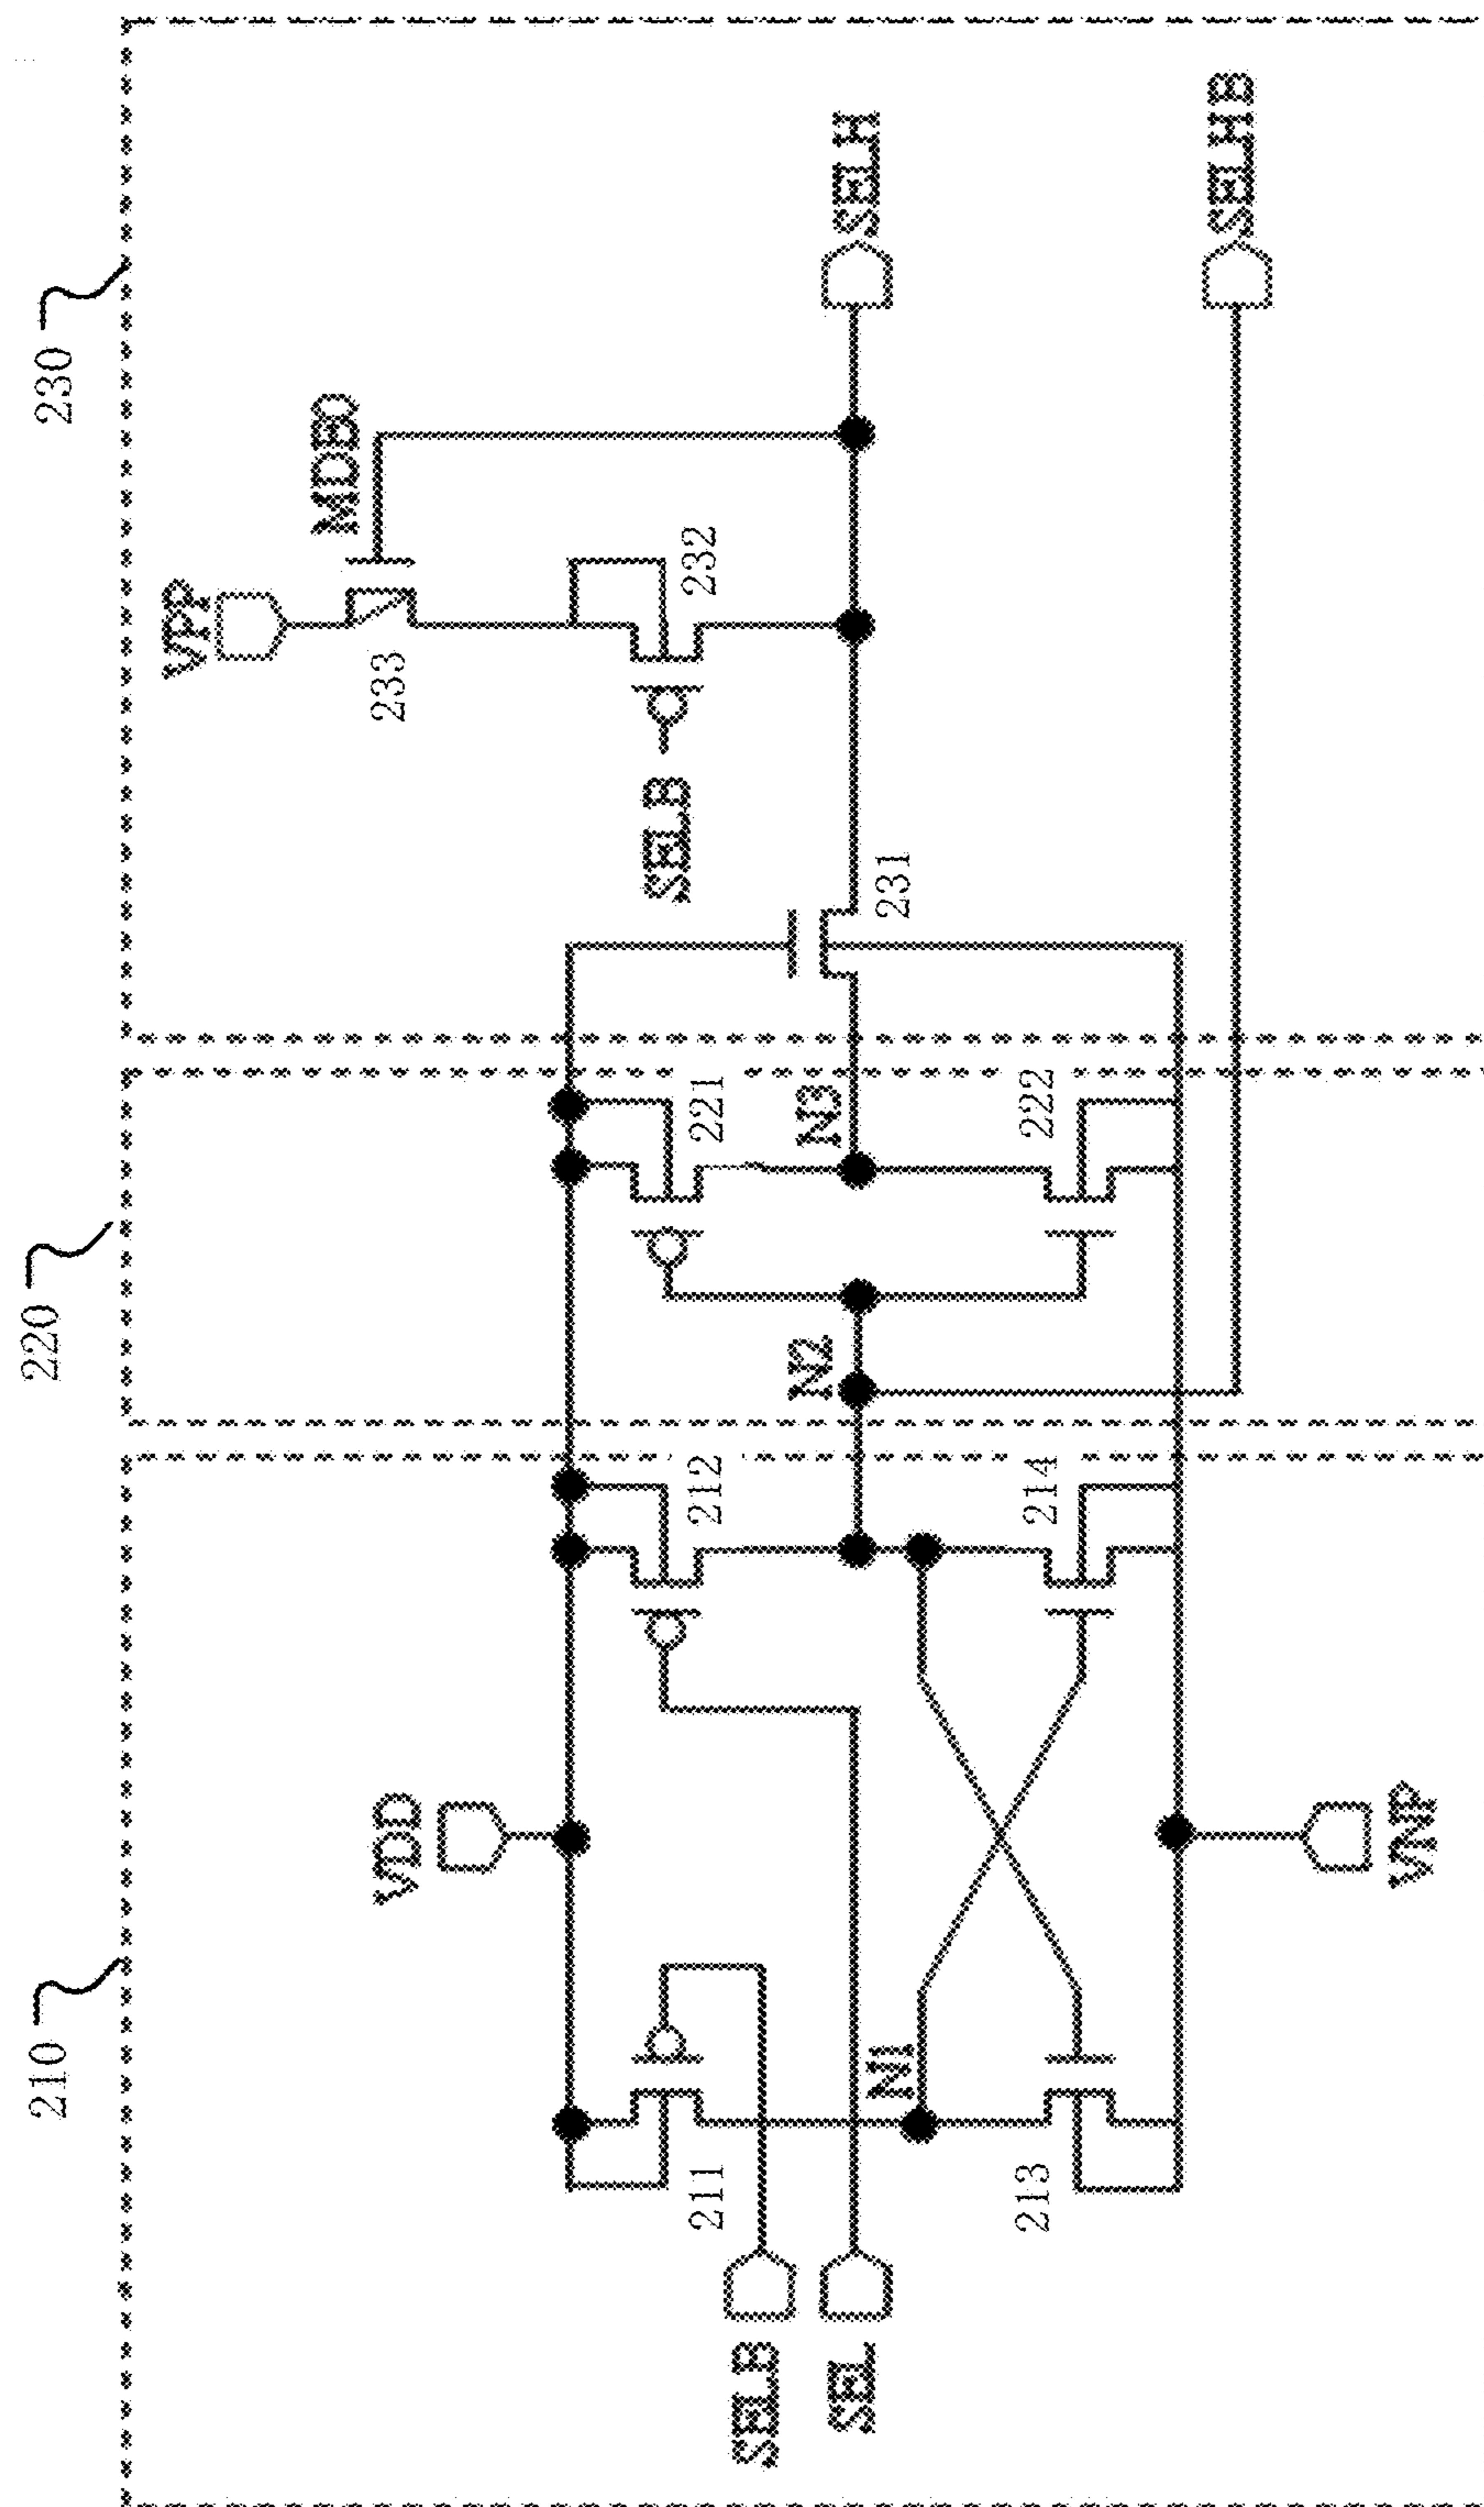 210
220
230
VPP
MDEO
233
232
SELB
VDD
211
212
221
SELB
SEL
N1
N2
N3
231
SELH
213
214
222
VNP
SELHB